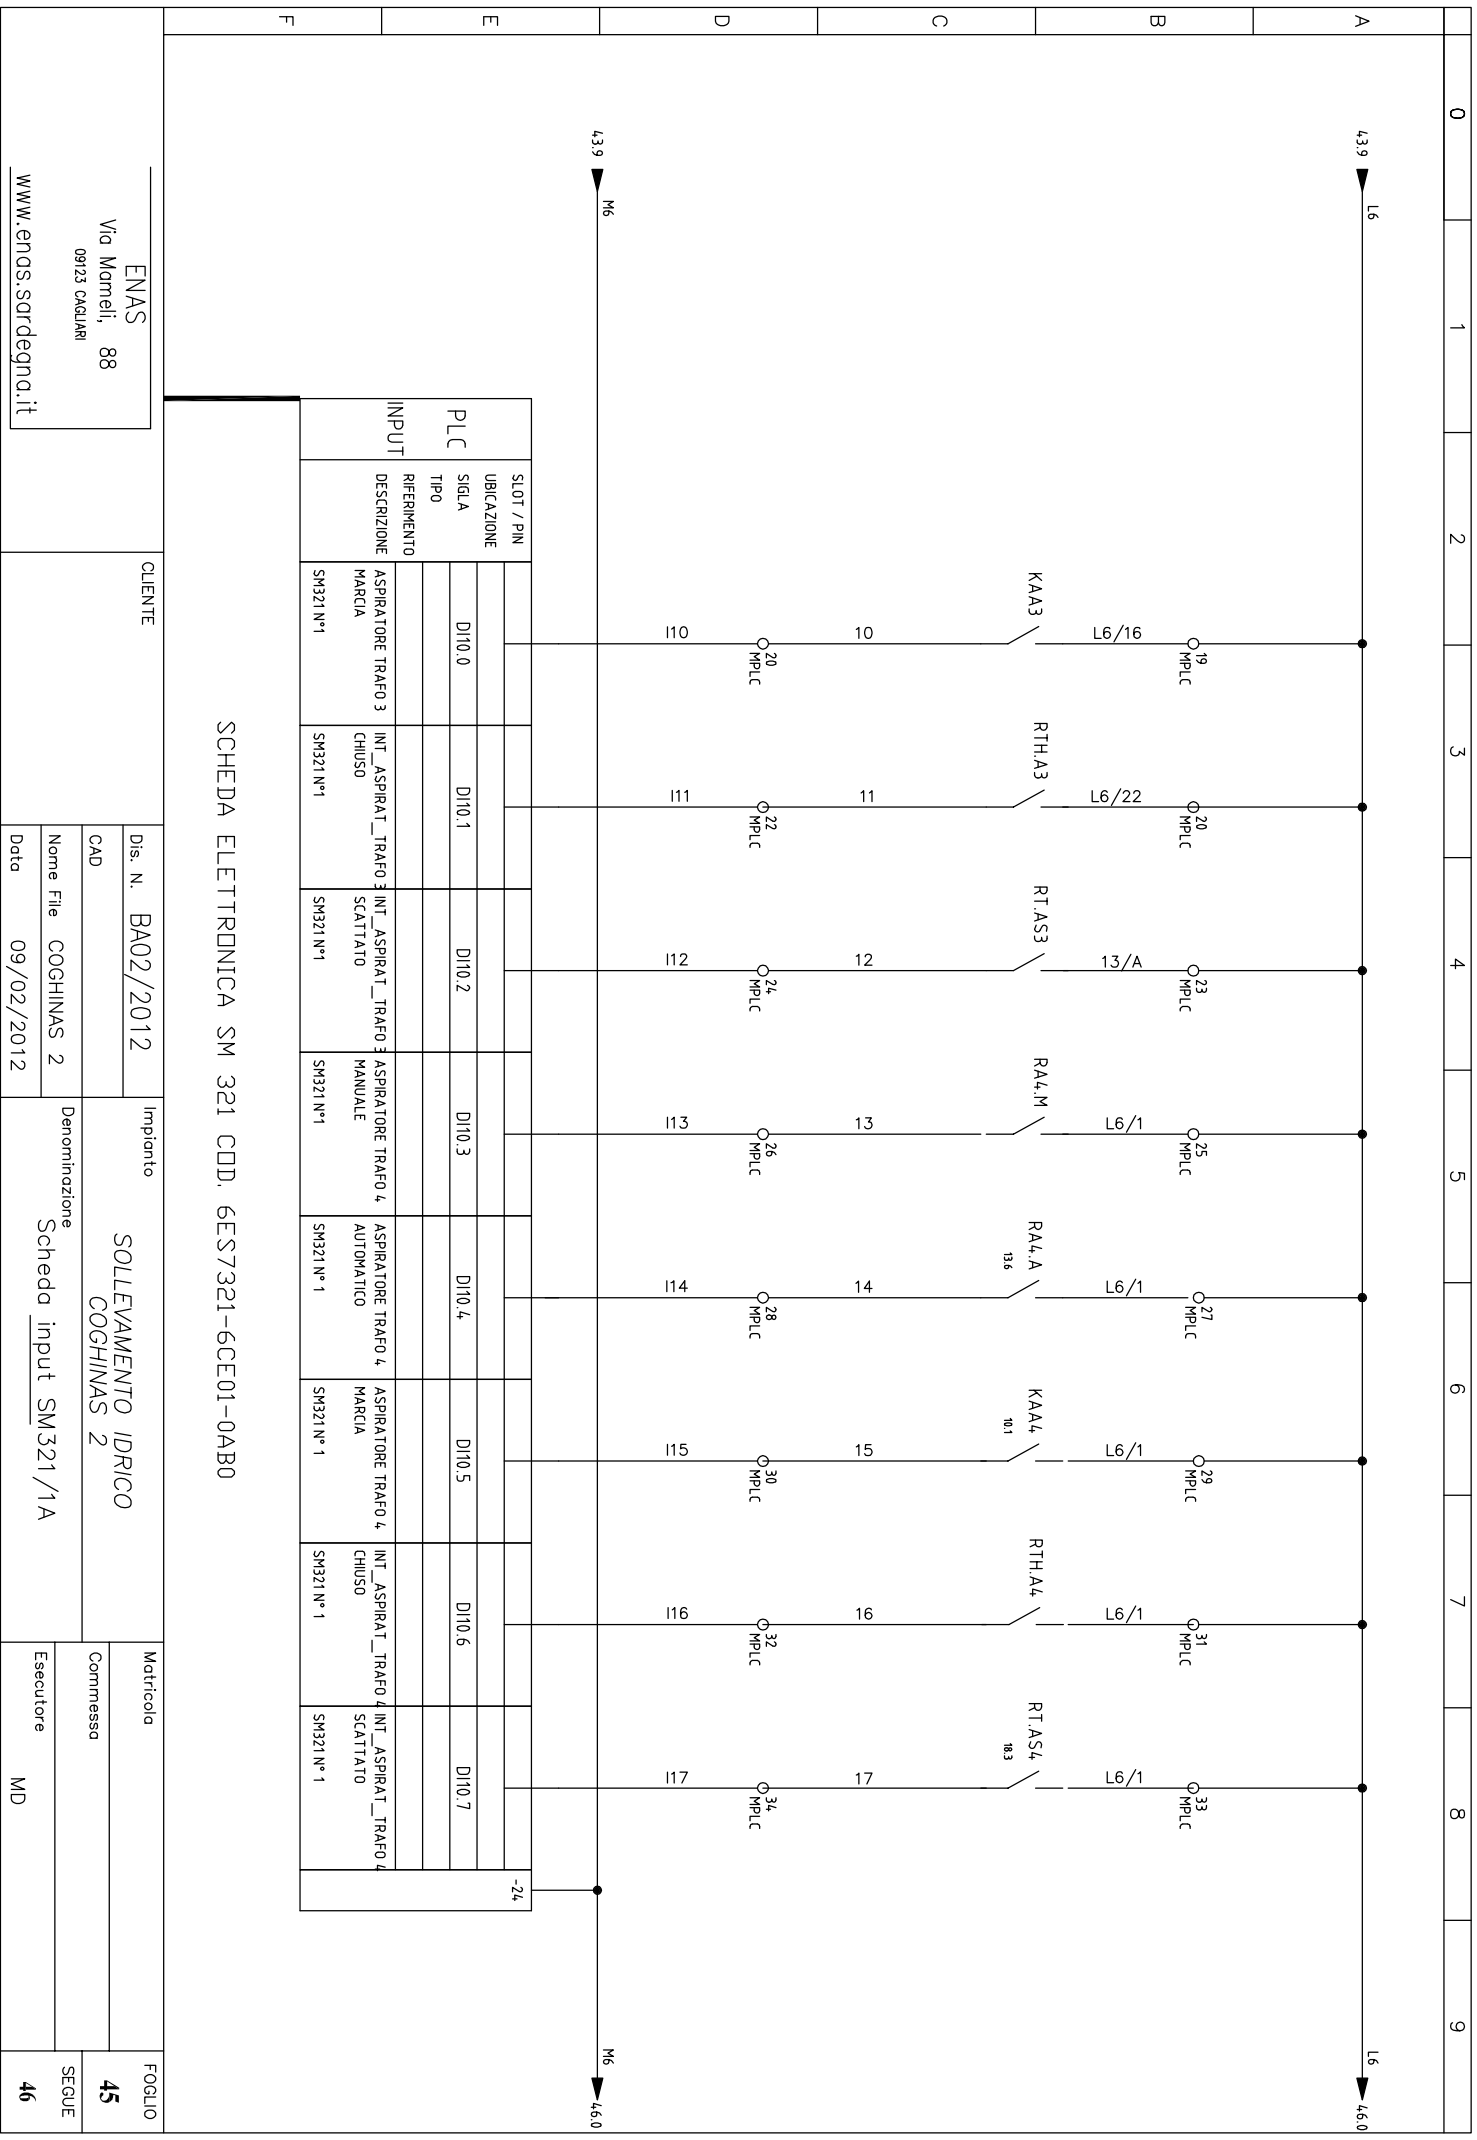 0 1 2 3 4 5 6 7 8 9
A
B
C
D
E
F
43.9 L6 L6 46.0
19 MPLC
20 MPLC
23 MPLC
25 MPLC
27 MPLC
29 MPLC
31 MPLC
33 MPLC
L6/16 L6/22 13/A L6/1 L6/1 L6/1 L6/1 L6/1
KAA3 RTH.A3 RT.AS3 RA4.M RA4.A KAA4 RTH.A4 RT.AS4
13.6 10.1 18.3
10 11 12 13 14 15 16 17
20 MPLC
22 MPLC
24 MPLC
26 MPLC
28 MPLC
30 MPLC
32 MPLC
34 MPLC
I10 I11 I12 I13 I14 I15 I16 I17
43.9 M6 M6 46.0
PLC
INPUT
SLOT / PIN -24
UBICAZIONE
SIGLA DI10.0 DI10.1 DI10.2 DI10.3 DI10.4 DI10.5 DI10.6 DI10.7
TIPO
RIFERIMENTO
DESCRIZIONE
ASPIRATORE TRAFO 3
MARCIA
SM321 N°1
INT_ASPIRAT_TRAFO 3
CHIUSO
SM321 N°1
INT_ASPIRAT_TRAFO 3
SCATTATO
SM321 N°1
ASPIRATORE TRAFO 4
MANUALE
SM321 N°1
ASPIRATORE TRAFO 4
AUTOMATICO
SM321 N° 1
ASPIRATORE TRAFO 4
MARCIA
SM321 N° 1
INT_ASPIRAT_TRAFO 4
CHIUSO
SM321 N° 1
INT_ASPIRAT_TRAFO 4
SCATTATO
SM321 N° 1
SCHEDA ELETTRONICA SM 321 COD. 6ES7321-6CE01-0AB0
ENAS
Via Mameli, 88
09123 CAGLIARI
www.enas.sardegna.it
CLIENTE
Dis. N. BA02/2012
CAD
Nome File COGHINAS 2
Data 09/02/2012
Impianto
SOLLEVAMENTO IDRICO
COGHINAS 2
Denominazione
Scheda input SM321/1A
Matricola
Commessa
Esecutore MD
FOGLIO
45
SEGUE
46